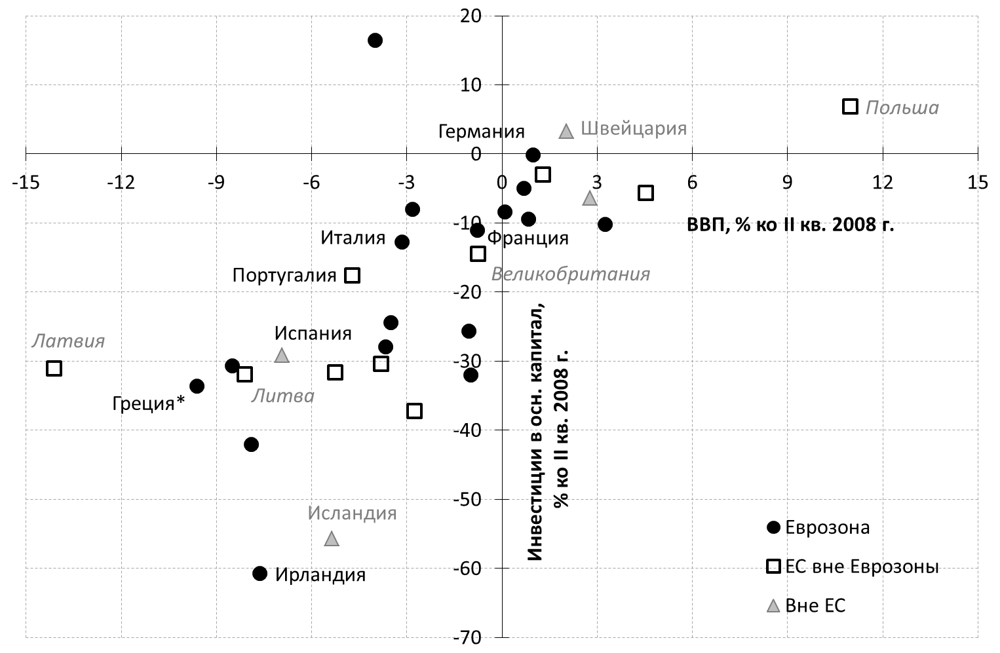 20
10
Польша
Германия
Швейцария
0
-15
-12
-9
-6
-3
0
3
6
9
12
15
-10
ВВП, % ко II кв. 2008 г.
Италия
Франция
Португалия
Великобритания
-20
Испания
Латвия
-30
Литва
Греция*
Инвестиции в осн. капитал,
% ко II кв. 2008 г.
-40
-50
Исландия
Еврозона
-60
ЕС вне Еврозоны
Ирландия
Вне ЕС
-70